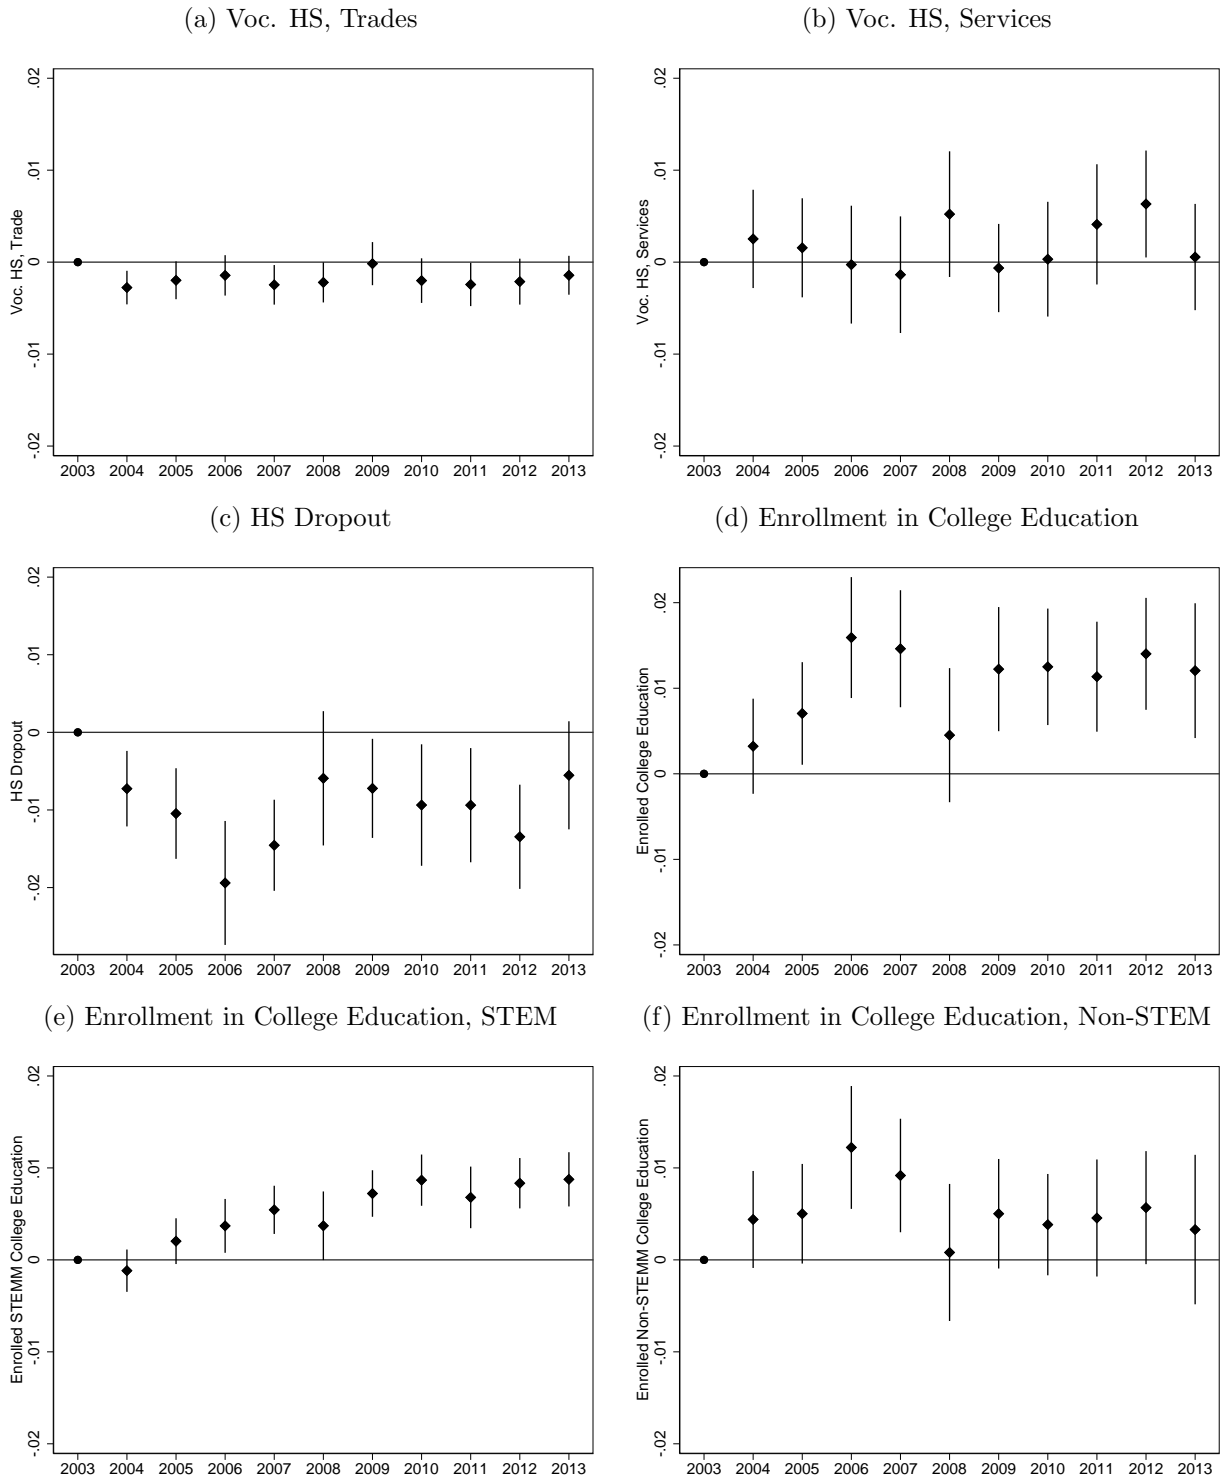 (a) Voc. HS, Trades
Voc. HS, Trade
.02
.01
0
-.01
-.02
2003 2004 2005 2006 2007 2008 2009 2010 2011 2012 2013
(b) Voc. HS, Services
Voc. HS, Services
.02
.01
0
-.01
-.02
2003 2004 2005 2006 2007 2008 2009 2010 2011 2012 2013
(c) HS Dropout
HS Dropout
.02
.01
0
-.01
-.02
2003 2004 2005 2006 2007 2008 2009 2010 2011 2012 2013
(d) Enrollment in College Education
Enrolled College Education
.02
.01
0
-.01
-.02
2003 2004 2005 2006 2007 2008 2009 2010 2011 2012 2013
(e) Enrollment in College Education, STEM
Enrolled STEMM College Education
.02
.01
0
-.01
-.02
2003 2004 2005 2006 2007 2008 2009 2010 2011 2012 2013
(f) Enrollment in College Education, Non-STEM
Enrolled Non-STEMM College Education
.02
.01
0
-.01
-.02
2003 2004 2005 2006 2007 2008 2009 2010 2011 2012 2013